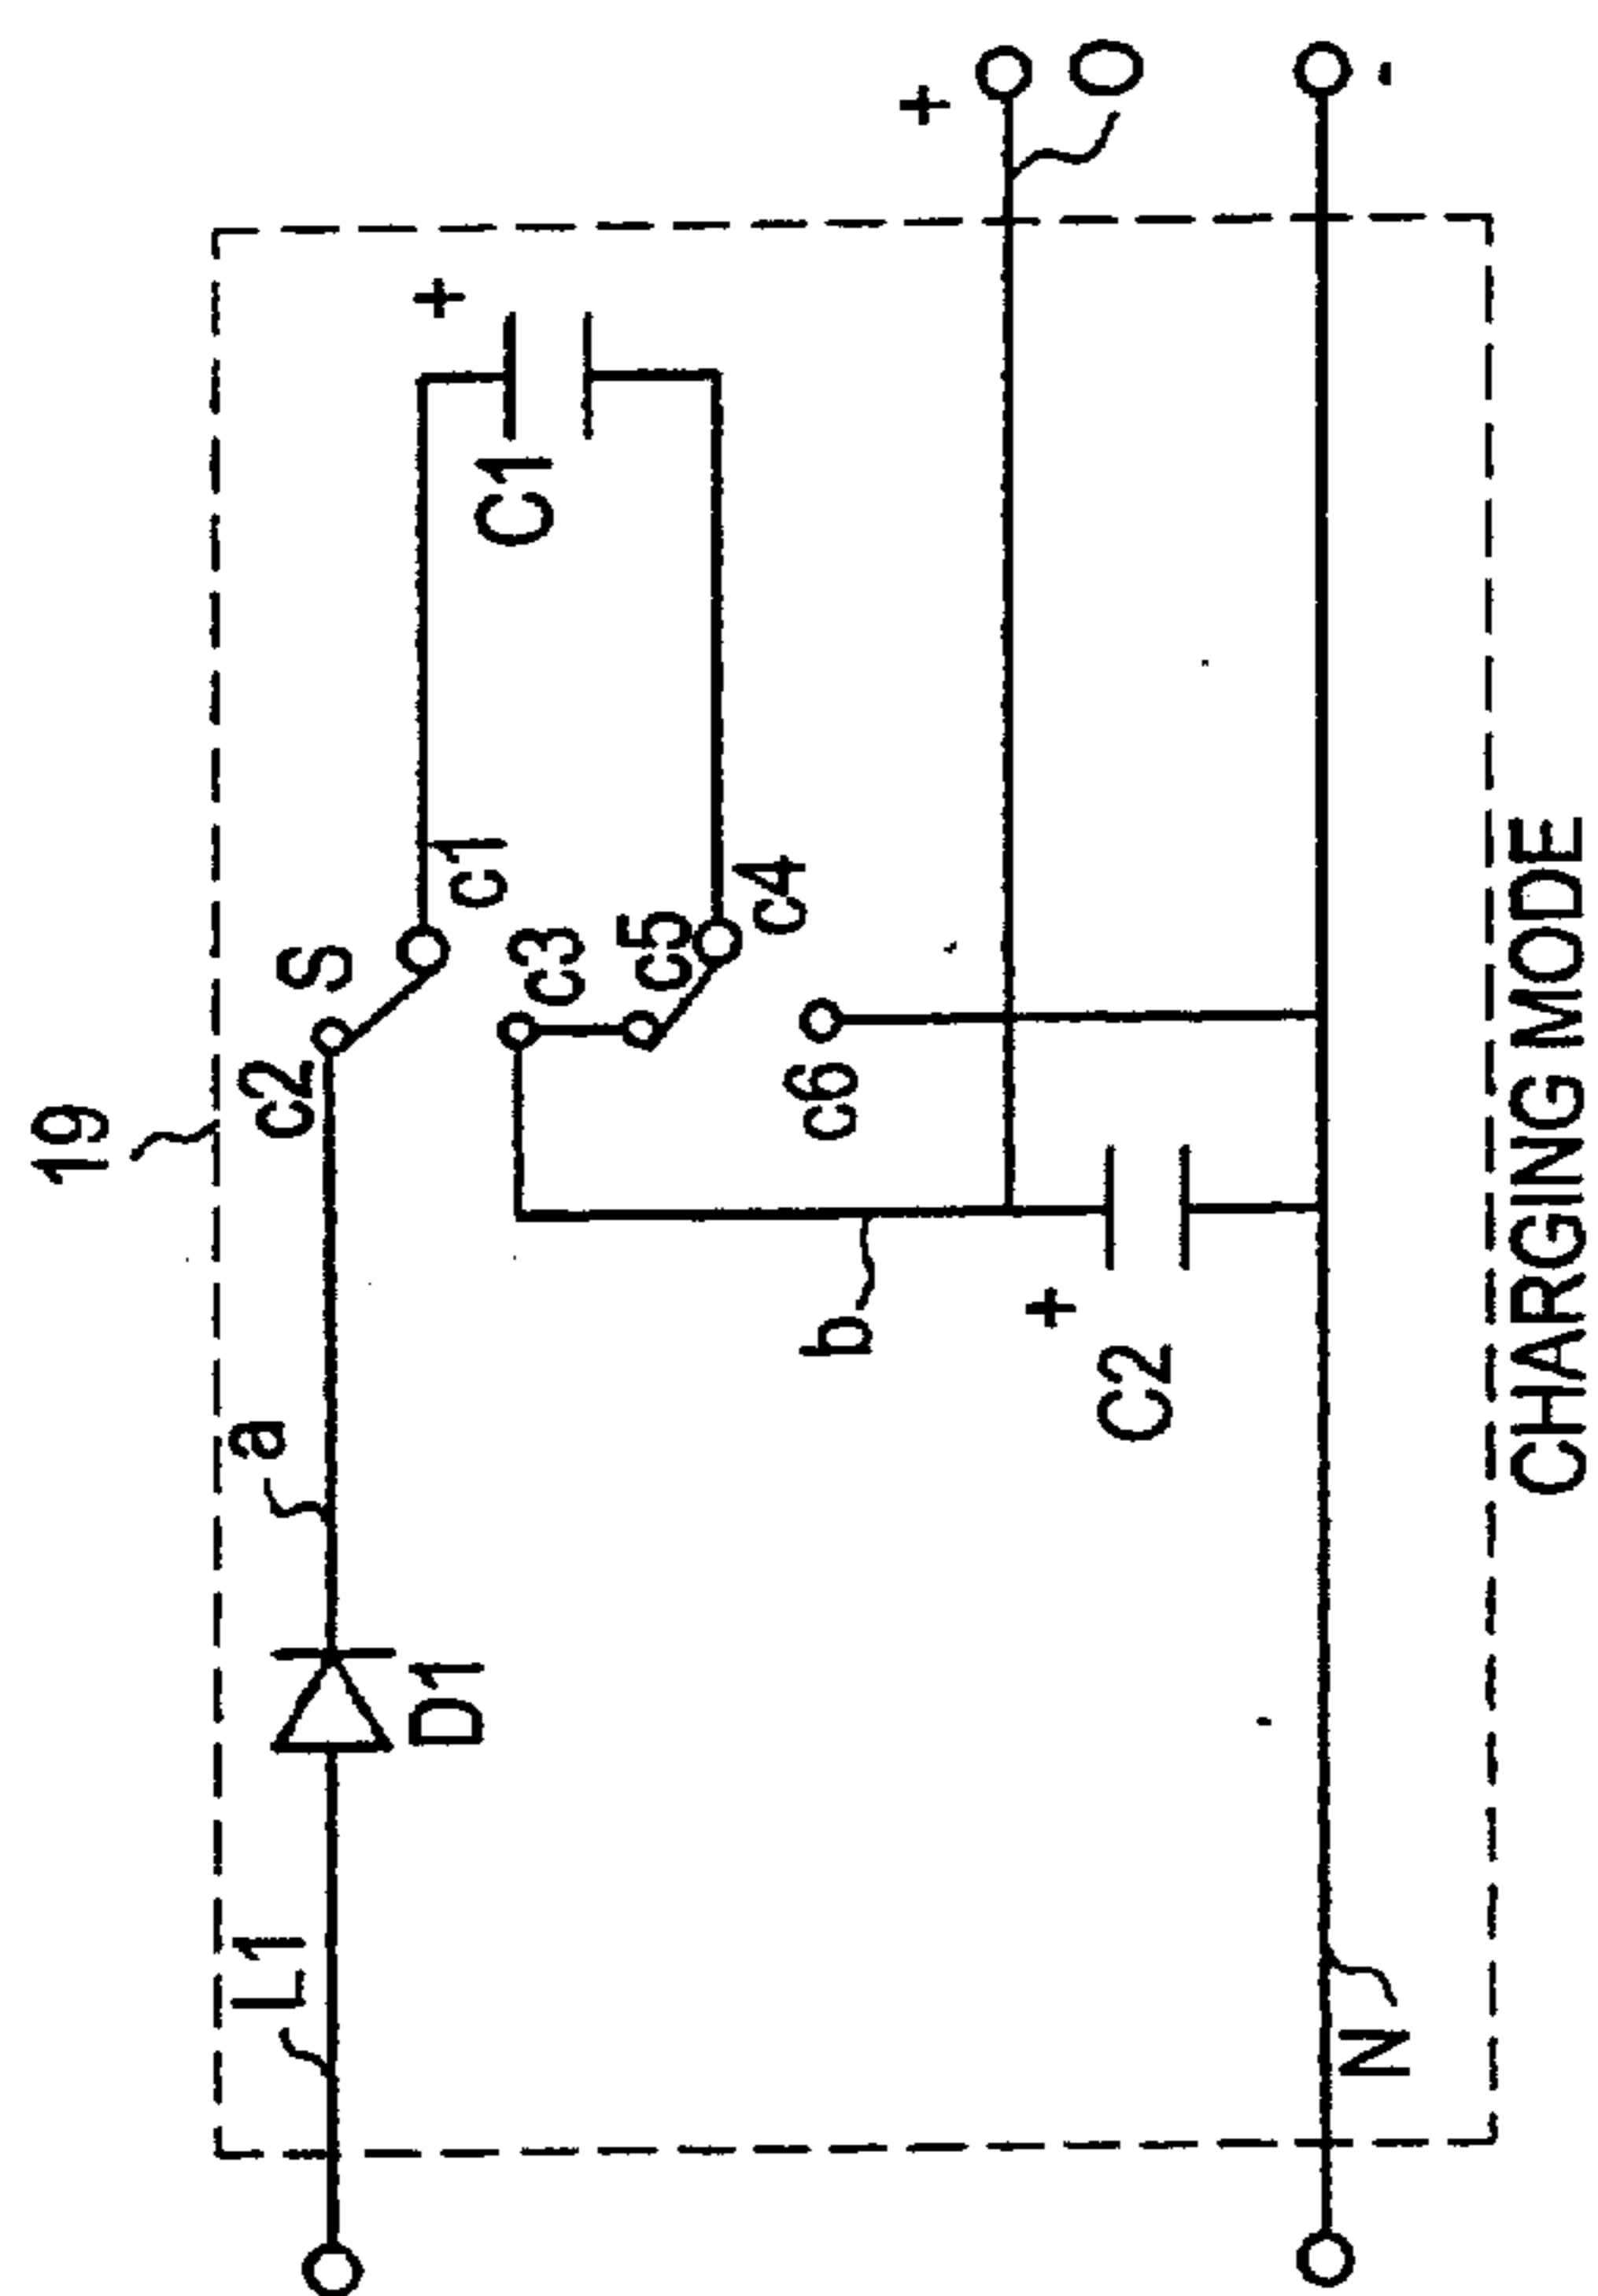 19
L1
D1
a
c2
S
c1
C1
+
c3
c5
c4
c6
b
+
C2
+
O
-
N
CHARGING MODE